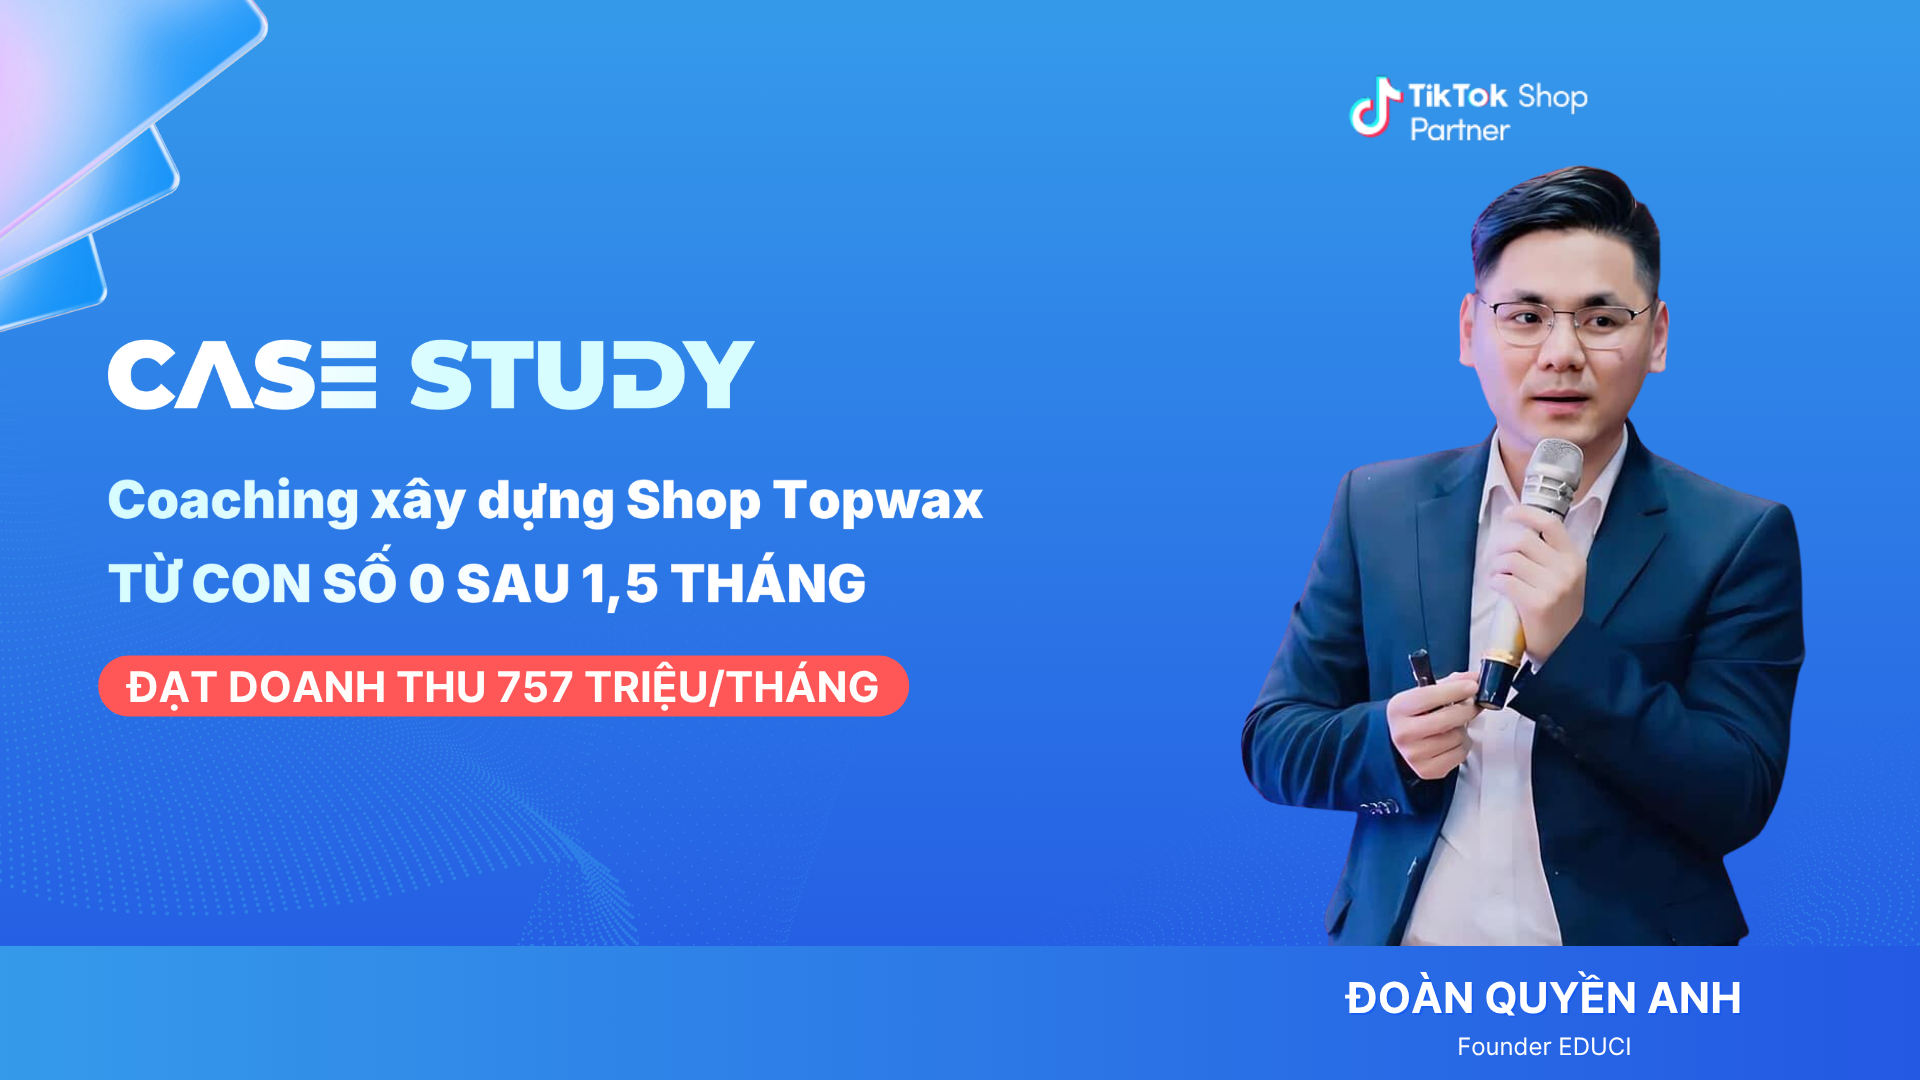 TikTok Shop
Partner
CASE STUDY
Coaching xây dựng Shop Topwax
TỪ CON SỐ 0 SAU 1,5 THÁNG
ĐẠT DOANH THU 757 TRIỆU/THÁNG
ĐOÀN QUYỀN ANH
Founder EDUCI